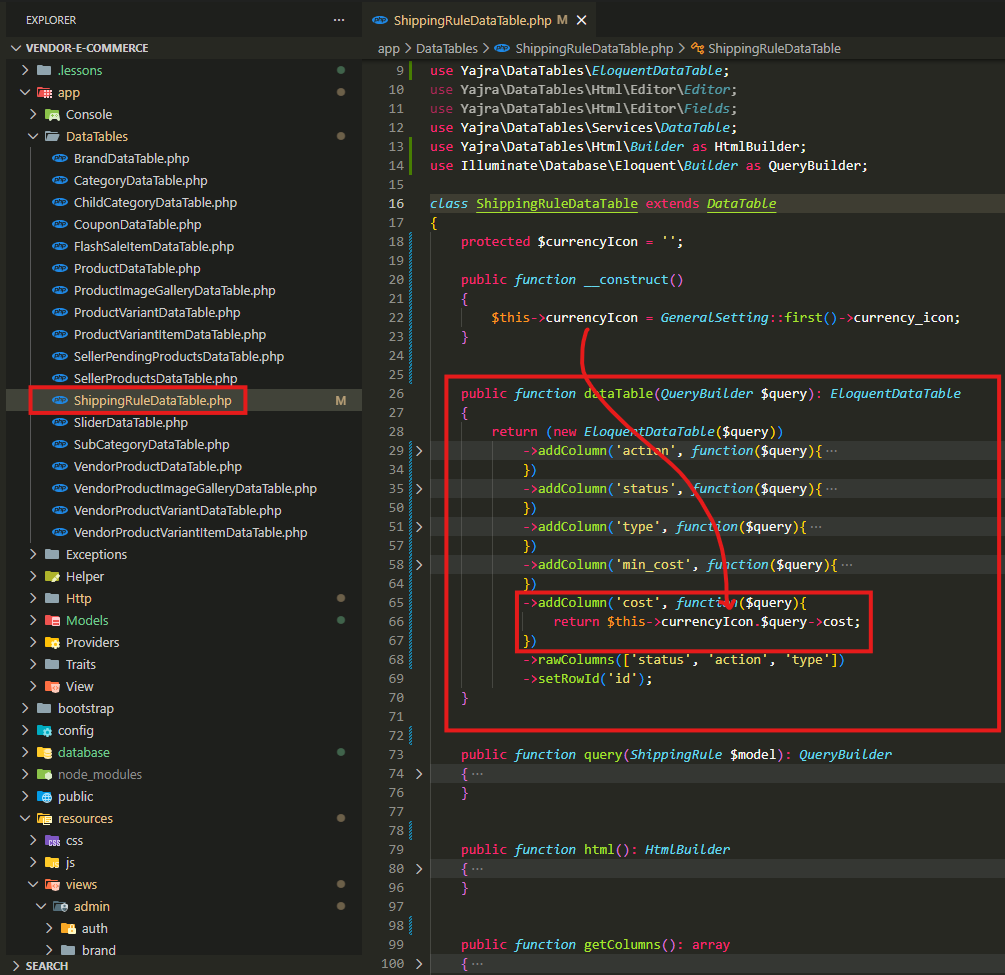 EXPLORER ···
VENDOR-E-COMMERCE
.lessons
app
Console
DataTables
BrandDataTable.php
CategoryDataTable.php
ChildCategoryDataTable.php
CouponDataTable.php
FlashSaleItemDataTable.php
ProductDataTable.php
ProductImageGalleryDataTable.php
ProductVariantDataTable.php
ProductVariantItemDataTable.php
SellerPendingProductsDataTable.php
SellerProductsDataTable.php
ShippingRuleDataTable.php M
SliderDataTable.php
SubCategoryDataTable.php
VendorProductDataTable.php
VendorProductImageGalleryDataTable.php
VendorProductVariantDataTable.php
VendorProductVariantItemDataTable.php
Exceptions
Helper
Http
Models
Providers
Traits
View
bootstrap
config
database
node_modules
public
resources
css
js
views
admin
auth
brand
SEARCH
ShippingRuleDataTable.php M
app > DataTables > ShippingRuleDataTable.php > ShippingRuleDataTable
9 use Yajra\DataTables\EloquentDataTable;
10 use Yajra\DataTables\Html\Editor\Editor;
11 use Yajra\DataTables\Html\Editor\Fields;
12 use Yajra\DataTables\Services\DataTable;
13 use Yajra\DataTables\Html\Builder as HtmlBuilder;
14 use Illuminate\Database\Eloquent\Builder as QueryBuilder;
15
16 class ShippingRuleDataTable extends DataTable
17 {
18 protected $currencyIcon = '';
19
20 public function __construct()
21 {
22 $this->currencyIcon = GeneralSetting::first()->currency_icon;
23 }
24
25
26 public function dataTable(QueryBuilder $query): EloquentDataTable
27 {
28 return (new EloquentDataTable($query))
29 ->addColumn('action', function($query){ ···
34 })
35 ->addColumn('status', function($query){ ···
50 })
51 ->addColumn('type', function($query){ ···
57 })
58 ->addColumn('min_cost', function($query){ ···
64 })
65 ->addColumn('cost', function($query){
66 return $this->currencyIcon.$query->cost;
67 })
68 ->rawColumns(['status', 'action', 'type'])
69 ->setRowId('id');
70 }
71
72
73 public function query(ShippingRule $model): QueryBuilder
74 { ···
76 }
77
78
79 public function html(): HtmlBuilder
80 { ···
96 }
97
98
99 public function getColumns(): array
100 { ···